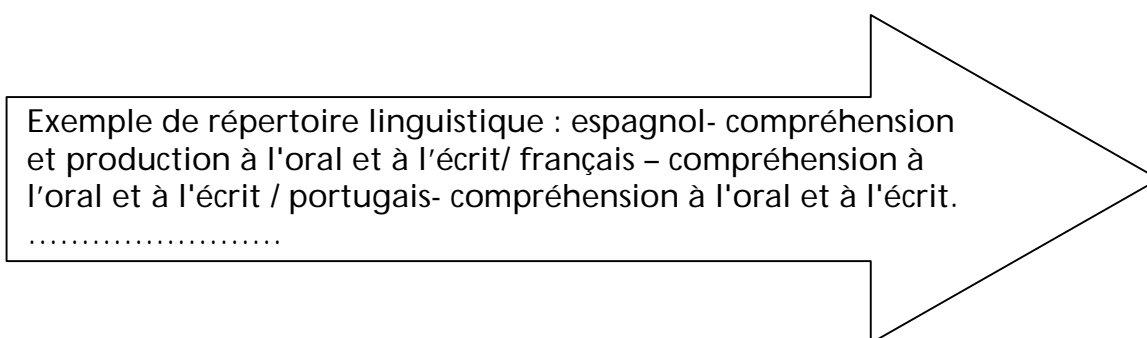 Exemple de répertoire linguistique : espagnol- compréhension
et production à l'oral et à l’écrit/ français – compréhension à
l’oral et à l'écrit / portugais- compréhension à l'oral et à l'écrit.
........................